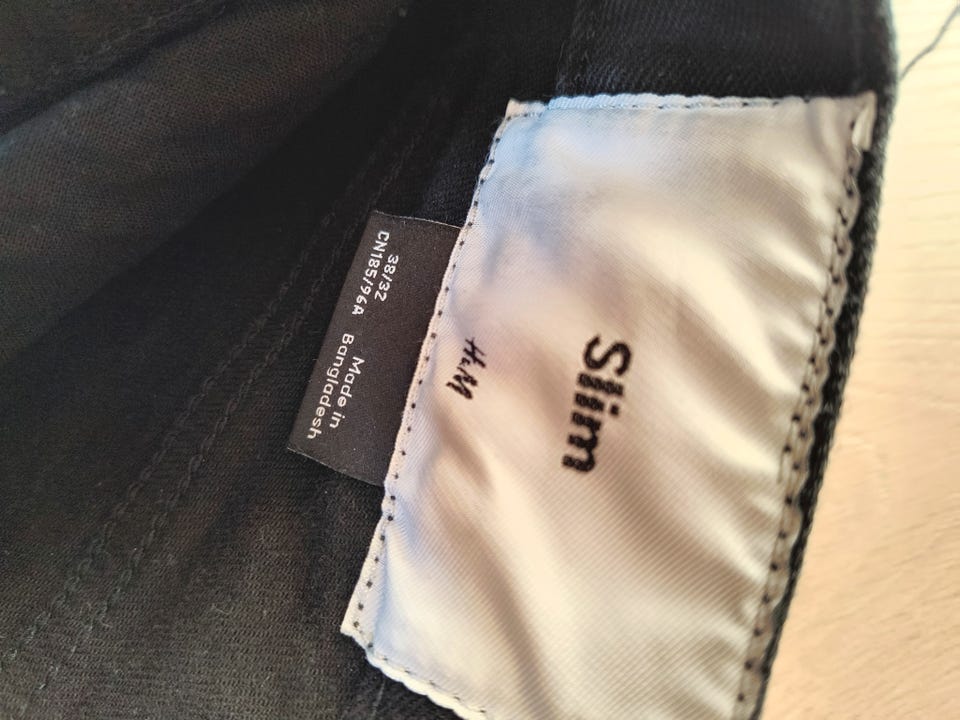 Slim
H&M
38/32
CN185/96A
Made in
Bangladesh